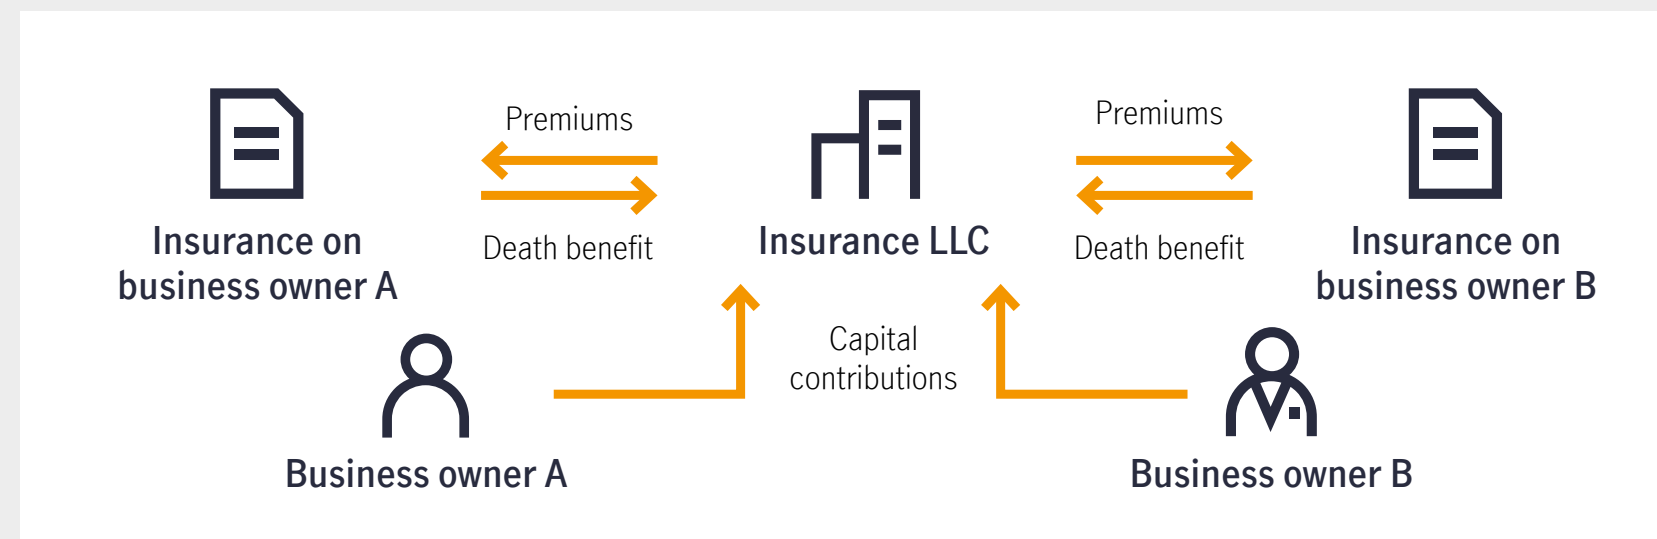 Premiums
Premiums
Insurance on
business owner A
Death benefit
Insurance LLC
Death benefit
Insurance on
business owner B
Capital
contributions
Business owner A
Business owner B